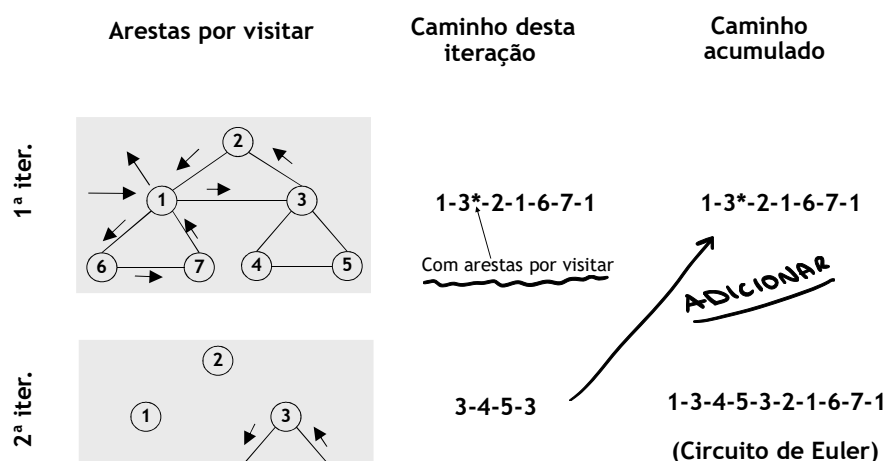 Arestas por visitar
Caminho desta
iteração
Caminho
acumulado
1ª iter.
2
1
3
6
7
4
5
1-3*-2-1-6-7-1
1-3*-2-1-6-7-1
Com arestas por visitar
ADICIONAR
2ª iter.
2
1
3
3-4-5-3
1-3-4-5-3-2-1-6-7-1
(Circuito de Euler)